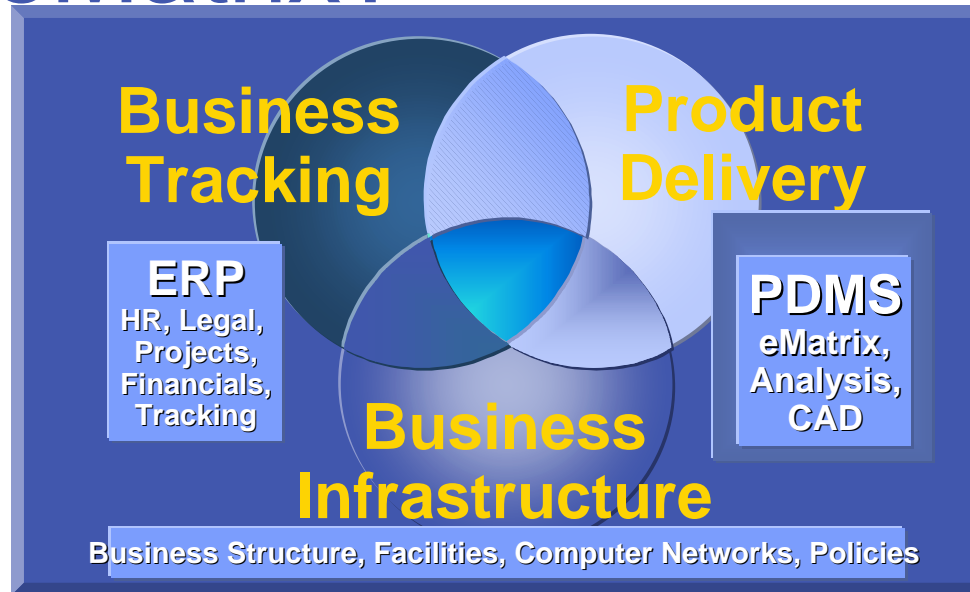 Business
Tracking
Product
Delivery
ERP
HR, Legal,
Projects,
Financials,
Tracking
PDMS
eMatrix,
Analysis,
CAD
Business
Infrastructure
Business Structure, Facilities, Computer Networks, Policies